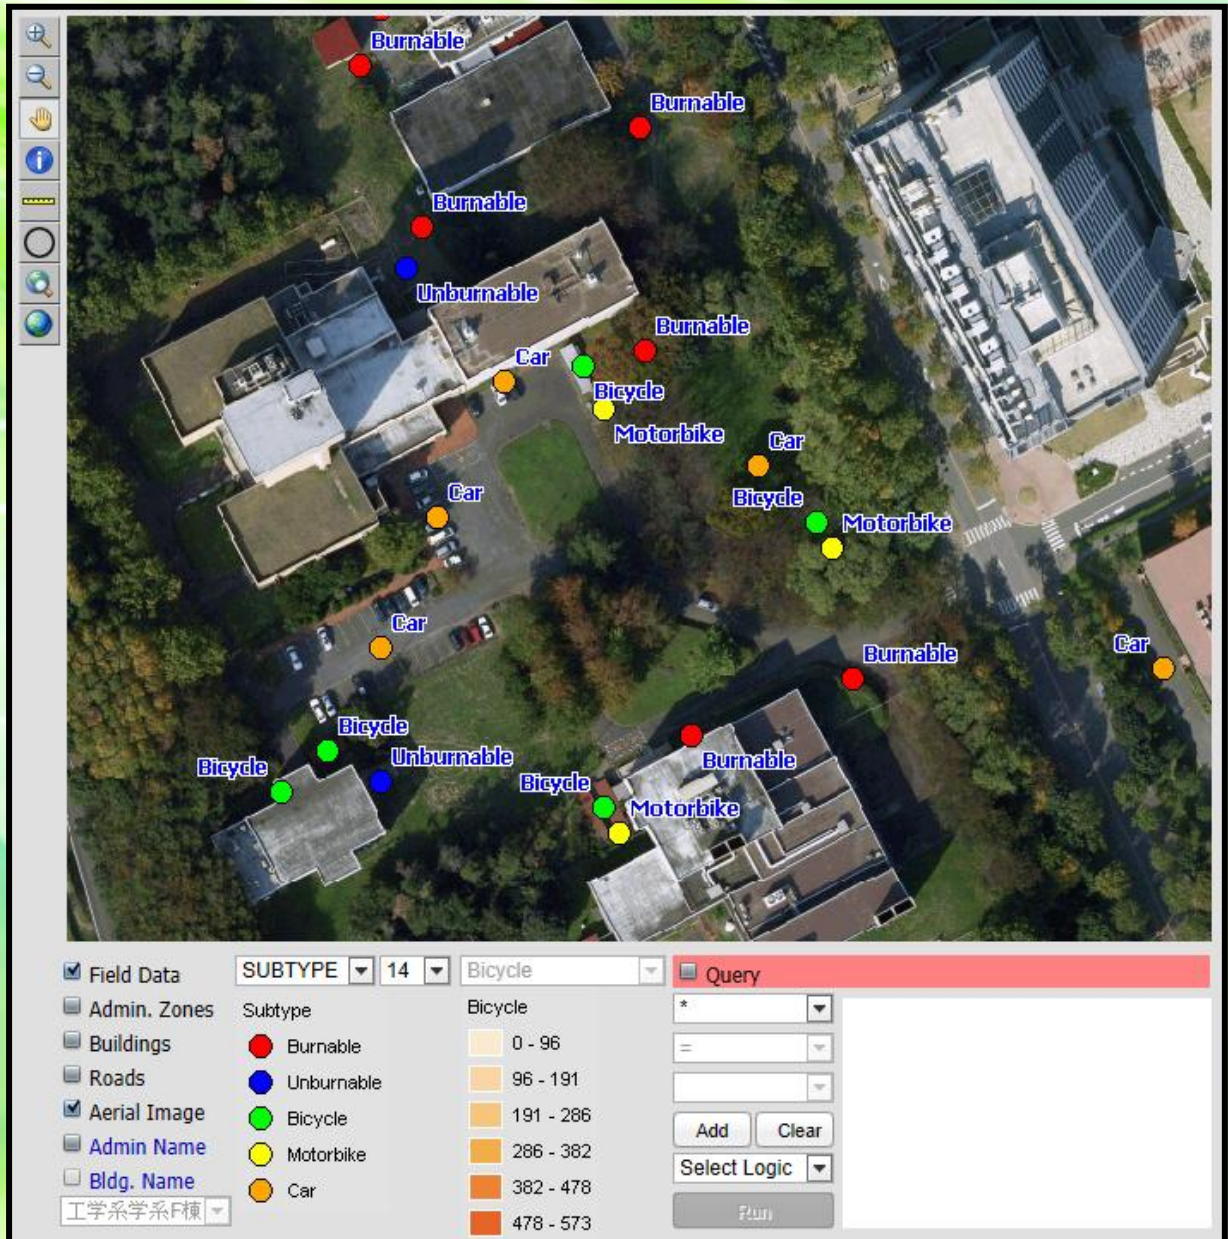 Burnable
Burnable
Burnable
Unburnable
Burnable
Car
Bicycle
Motorbike
Car
Car
Bicycle
Motorbike
Car
Burnable
Car
Bicycle
Unburnable
Burnable
Bicycle
Bicycle
Motorbike
Field Data
Admin. Zones
Buildings
Roads
Aerial Image
Admin Name
Bldg. Name
工学系学系F棟
SUBTYPE 14
Subtype
Burnable
Unburnable
Bicycle
Motorbike
Car
Bicycle
Bicycle
0 - 96
96 - 191
191 - 286
286 - 382
382 - 478
478 - 573
Query
*
=
Add Clear
Select Logic
Run